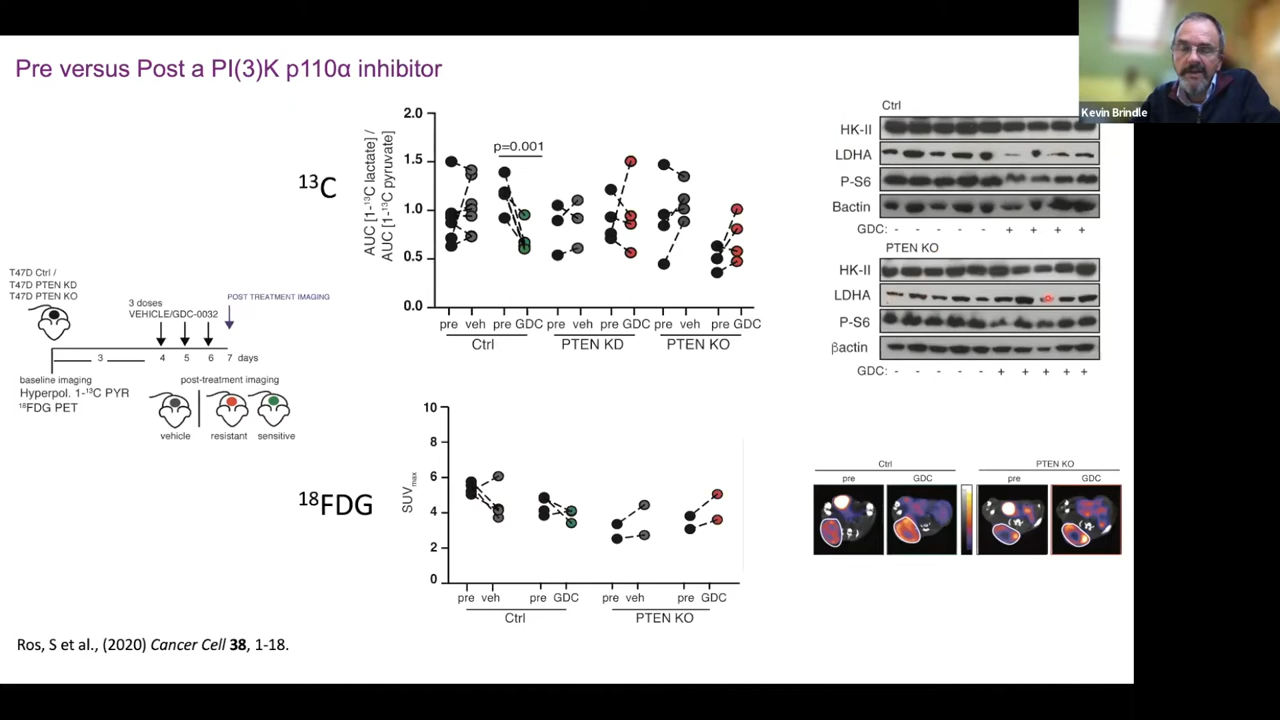 Pre versus Post a PI(3)K p110α inhibitor
Kevin Brindle
T47D Ctrl /
T47D PTEN KD
T47D PTEN KO
3 doses
VEHICLE/GDC-0032
POST TREATMENT IMAGING
3 4 5 6 7 days
baseline imaging
Hyperpol. 1-¹³C PYR
¹⁸FDG PET
post-treatment imaging
vehicle resistant sensitive
¹³C
AUC [1-¹³C lactate] /
AUC [1-¹³C pyruvate]
2.0
1.5
1.0
0.5
0.0
p=0.001
pre veh pre GDC pre veh pre GDC pre veh pre GDC
Ctrl PTEN KD PTEN KO
¹⁸FDG
SUVmax
10
8
6
4
2
0
pre veh pre GDC pre veh pre GDC
Ctrl PTEN KO
Ctrl
HK-II
LDHA
P-S6
Bactin
GDC: - - - - - + + + +
PTEN KO
HK-II
LDHA
P-S6
βactin
GDC: - - - - - + + + + +
Ctrl PTEN KO
pre GDC pre GDC
Ros, S et al., (2020) Cancer Cell 38, 1-18.